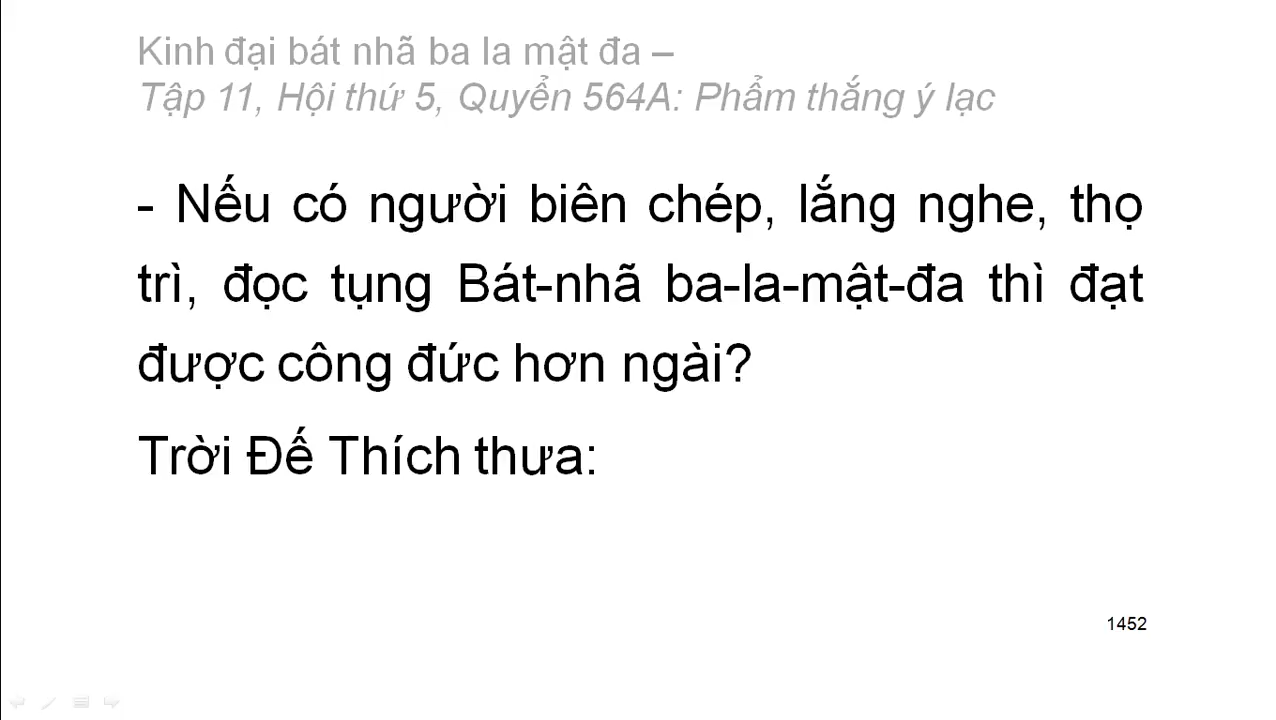 Kinh đại bát nhã ba la mật đa –
Tập 11, Hội thứ 5, Quyển 564A: Phẩm thắng ý lạc
- Nếu có người biên chép, lắng nghe, thọ
trì, đọc tụng Bát-nhã ba-la-mật-đa thì đạt
được công đức hơn ngài?
Trời Đế Thích thưa:
1452